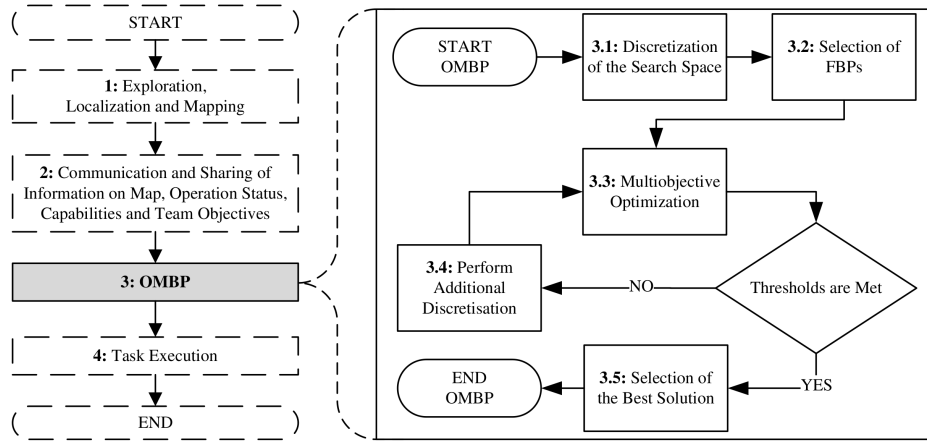 START
1: Exploration,
Localization and Mapping
2: Communication and Sharing of
Information on Map, Operation Status,
Capabilities and Team Objectives
3: OMBP
4: Task Execution
END
START
OMBP
3.1: Discretization
of the Search Space
3.2: Selection of
FBPs
3.3: Multiobjective
Optimization
Thresholds are Met
NO
3.4: Perform
Additional
Discretisation
YES
3.5: Selection of
the Best Solution
END
OMBP